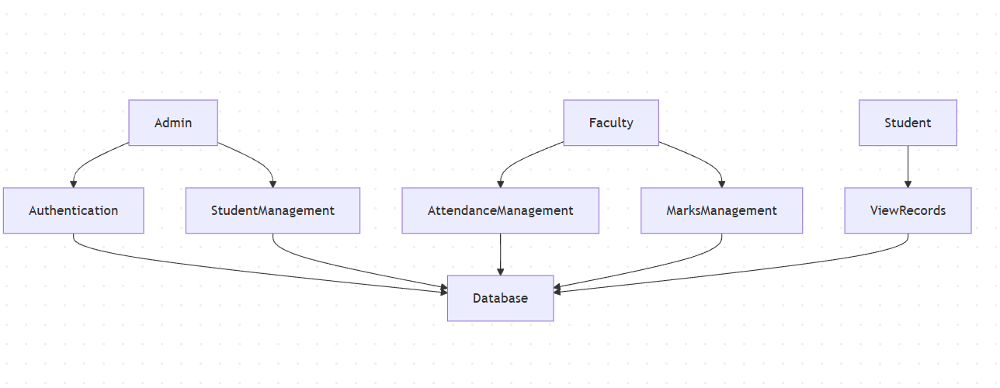 Admin
Faculty
Student
Authentication
StudentManagement
AttendanceManagement
MarksManagement
ViewRecords
Database